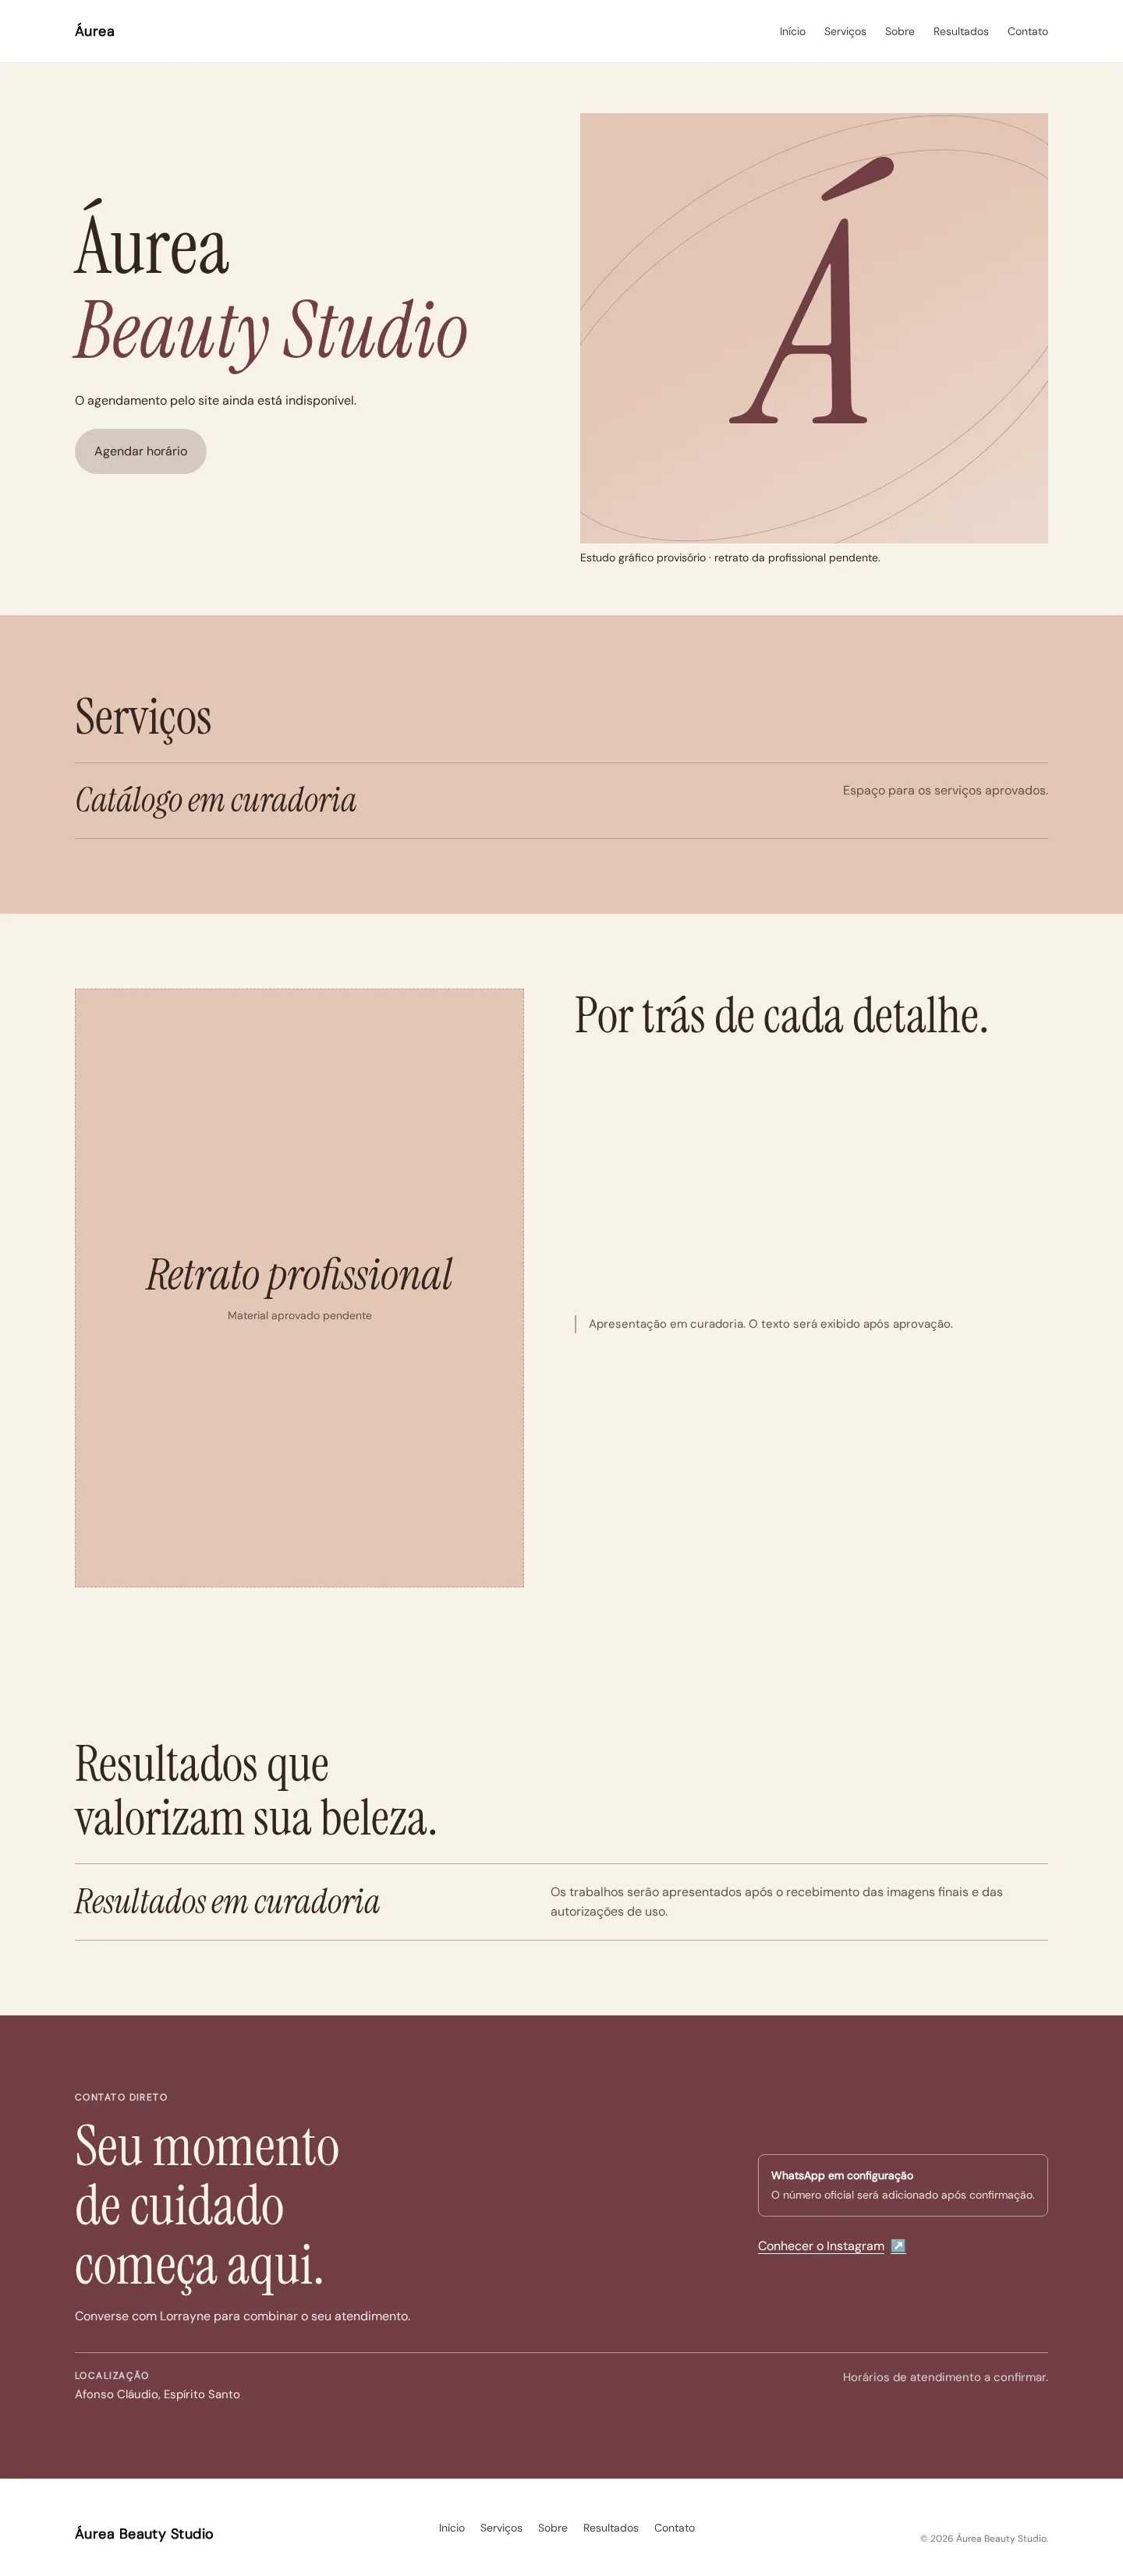 Áurea
Início Serviços Sobre Resultados Contato
Áurea
Beauty Studio
O agendamento pelo site ainda está indisponível.
Agendar horário
Á
Estudo gráfico provisório · retrato da profissional pendente.
Serviços
Catálogo em curadoria
Espaço para os serviços aprovados.
Retrato profissional
Material aprovado pendente
Por trás de cada detalhe.
Apresentação em curadoria. O texto será exibido após aprovação.
Resultados que
valorizam sua beleza.
Resultados em curadoria
Os trabalhos serão apresentados após o recebimento das imagens finais e das
autorizações de uso.
CONTATO DIRETO
Seu momento
de cuidado
começa aqui.
Converse com Lorrayne para combinar o seu atendimento.
WhatsApp em configuração
O número oficial será adicionado após confirmação.
Conhecer o Instagram ↗
LOCALIZAÇÃO
Afonso Cláudio, Espírito Santo
Horários de atendimento a confirmar.
Áurea Beauty Studio
Início Serviços Sobre Resultados Contato
© 2026 Áurea Beauty Studio.